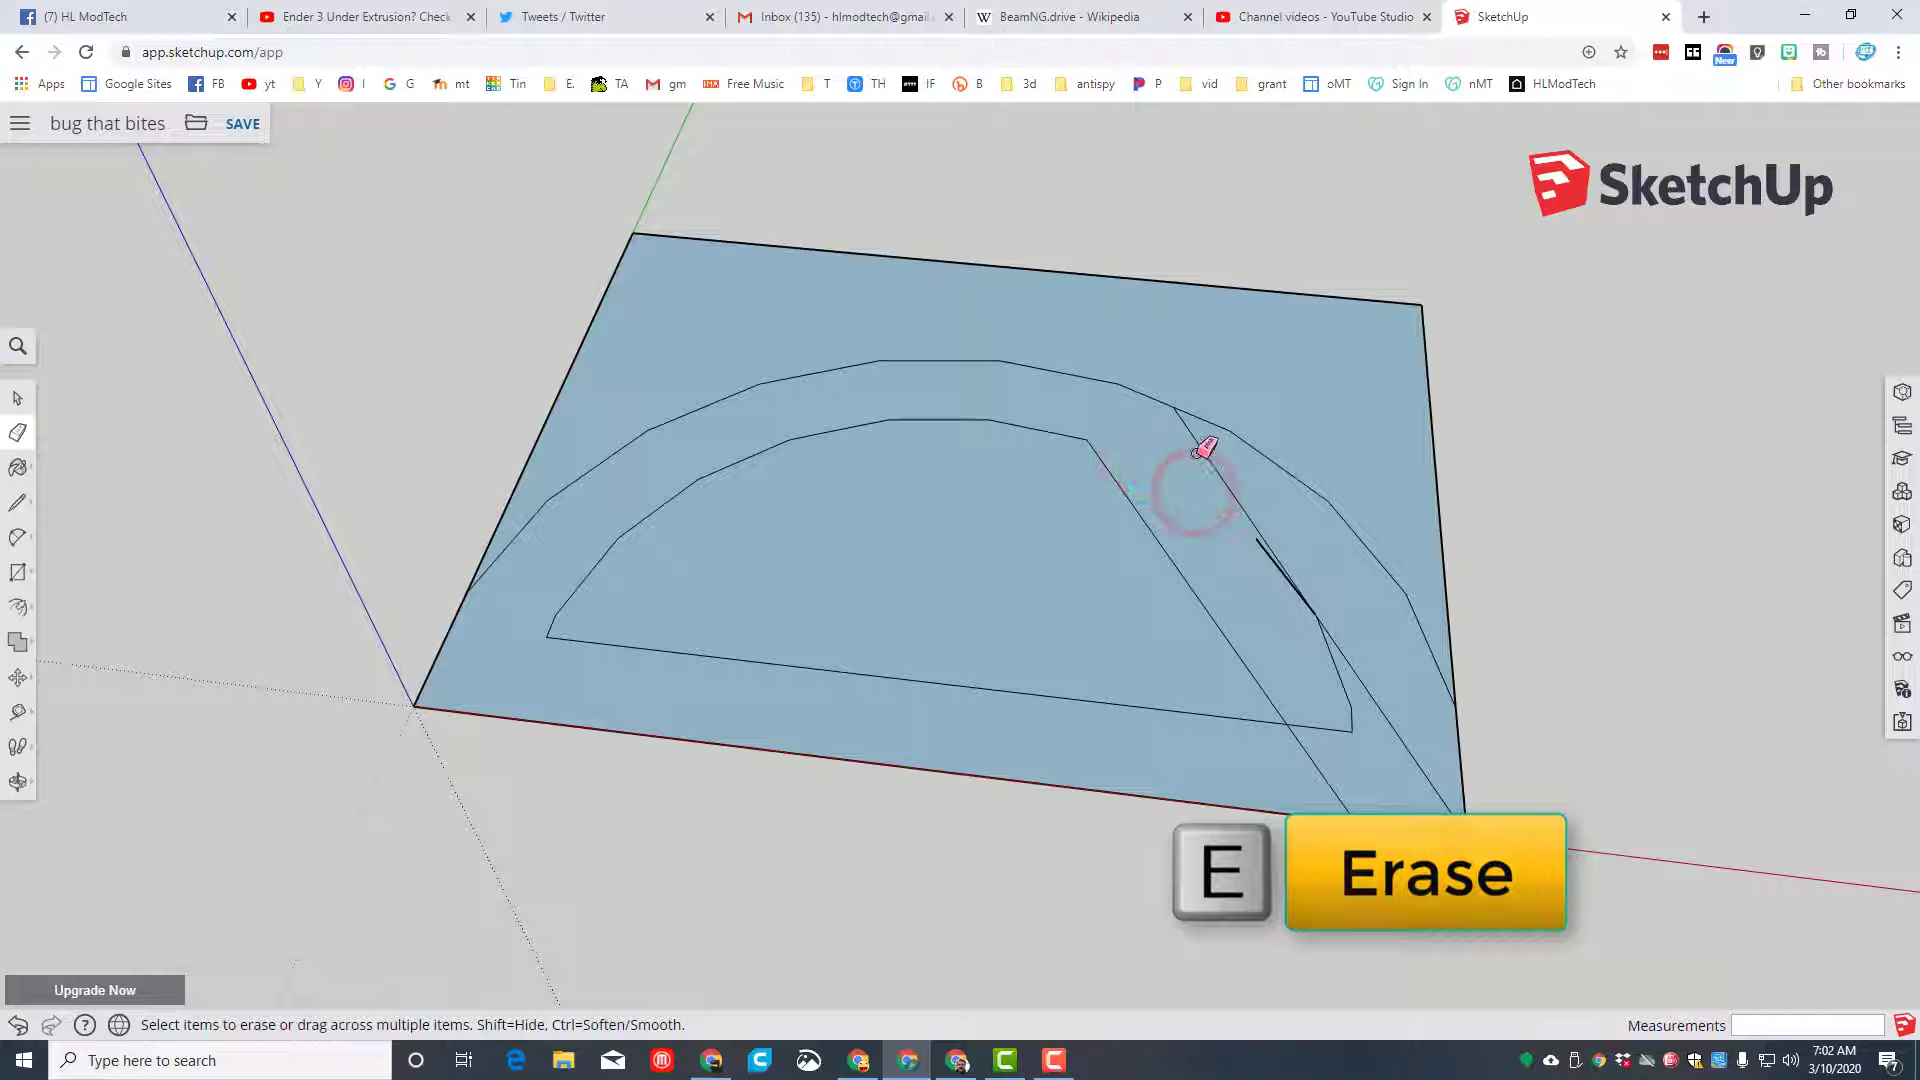 (7) HL ModTech
Ender 3 Under Extrusion? Check
Tweets / Twitter
Inbox (135) - hlmodtech@gmail
BeamNG.drive - Wikipedia
Channel videos - YouTube Studio
SketchUp
app.sketchup.com/app
New
Apps
Google Sites
FB
yt
Y
I
G
mt
Tin
E.
TA
gm
Free Music
T
TH
IF
B
3d
antispy
P
vid
grant
oMT
Sign In
nMT
HLModTech
Other bookmarks
bug that bites
SAVE
SketchUp
E
Erase
Upgrade Now
Select items to erase or drag across multiple items. Shift=Hide, Ctrl=Soften/Smooth.
Measurements
Type here to search
7:02 AM
3/10/2020
7